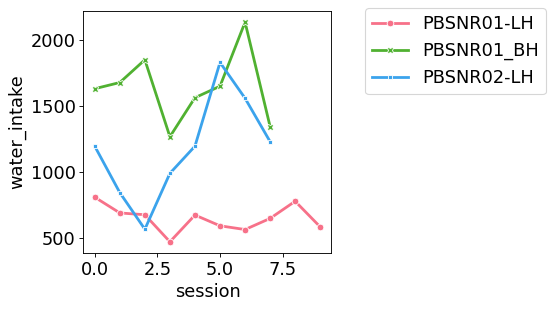 PBSNR01-LH
PBSNR01_BH
PBSNR02-LH
water_intake
2000
1500
1000
500
0.0 2.5 5.0 7.5
session